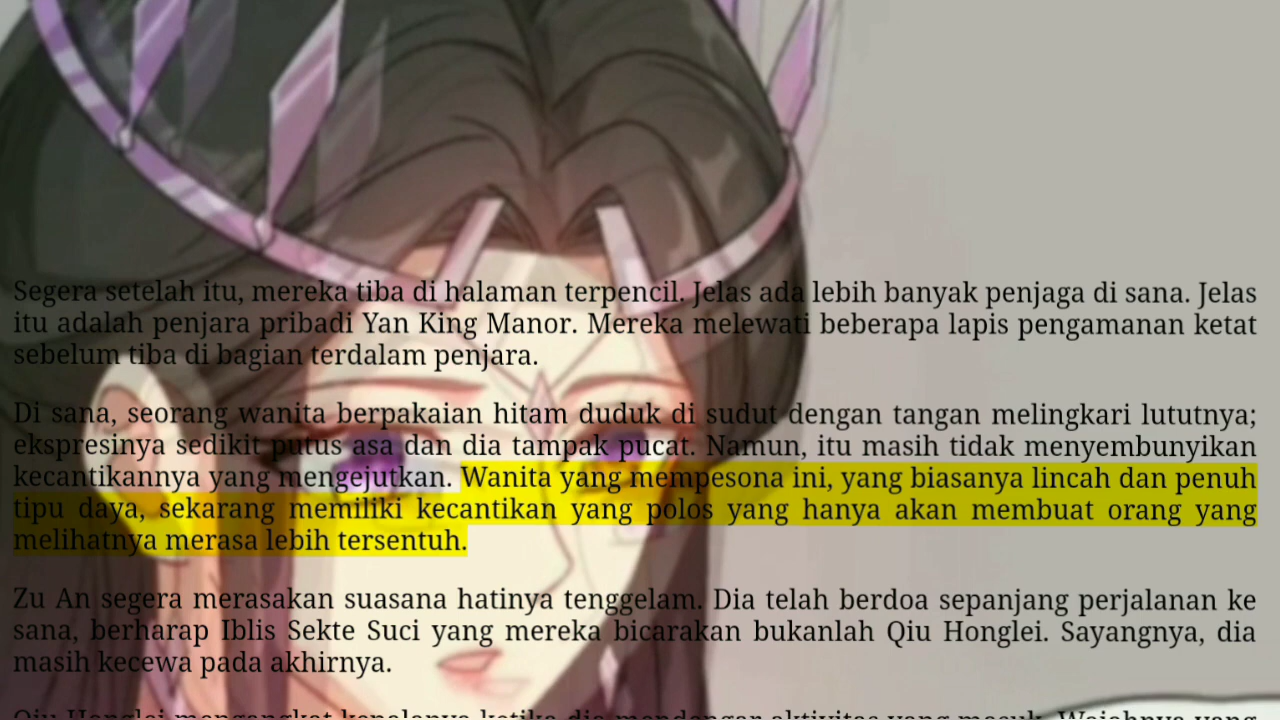 Segera setelah itu, mereka tiba di halaman terpencil. Jelas ada lebih banyak penjaga di sana. Jelas
itu adalah penjara pribadi Yan King Manor. Mereka melewati beberapa lapis pengamanan ketat
sebelum tiba di bagian terdalam penjara.
Di sana, seorang wanita berpakaian hitam duduk di sudut dengan tangan melingkari lututnya;
ekspresinya sedikit putus asa dan dia tampak pucat. Namun, itu masih tidak menyembunyikan
kecantikannya yang mengejutkan. Wanita yang mempesona ini, yang biasanya lincah dan penuh
tipu daya, sekarang memiliki kecantikan yang polos yang hanya akan membuat orang yang
melihatnya merasa lebih tersentuh.
Zu An segera merasakan suasana hatinya tenggelam. Dia telah berdoa sepanjang perjalanan ke
sana, berharap Iblis Sekte Suci yang mereka bicarakan bukanlah Qiu Honglei. Sayangnya, dia
masih kecewa pada akhirnya.